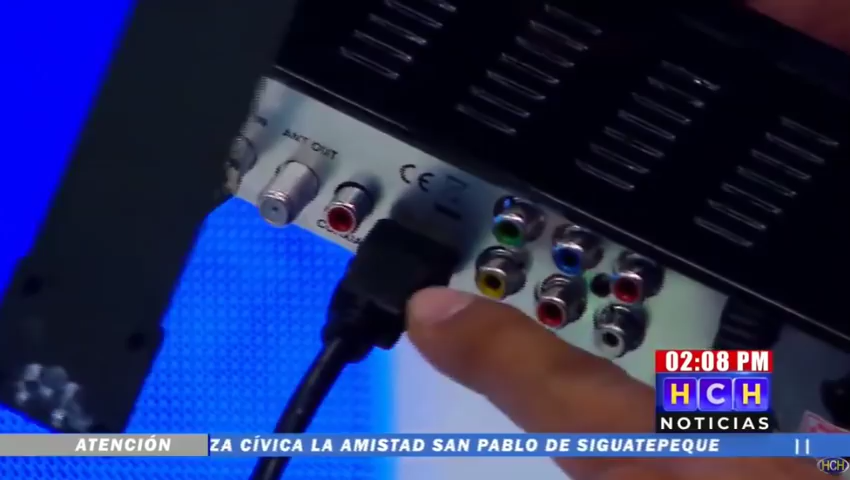 ANT OUT
CE
02:08 PM
HCH
NOTICIAS
ATENCIÓN
ZA CÍVICA LA AMISTAD SAN PABLO DE SIGUATEPEQUE
HCH